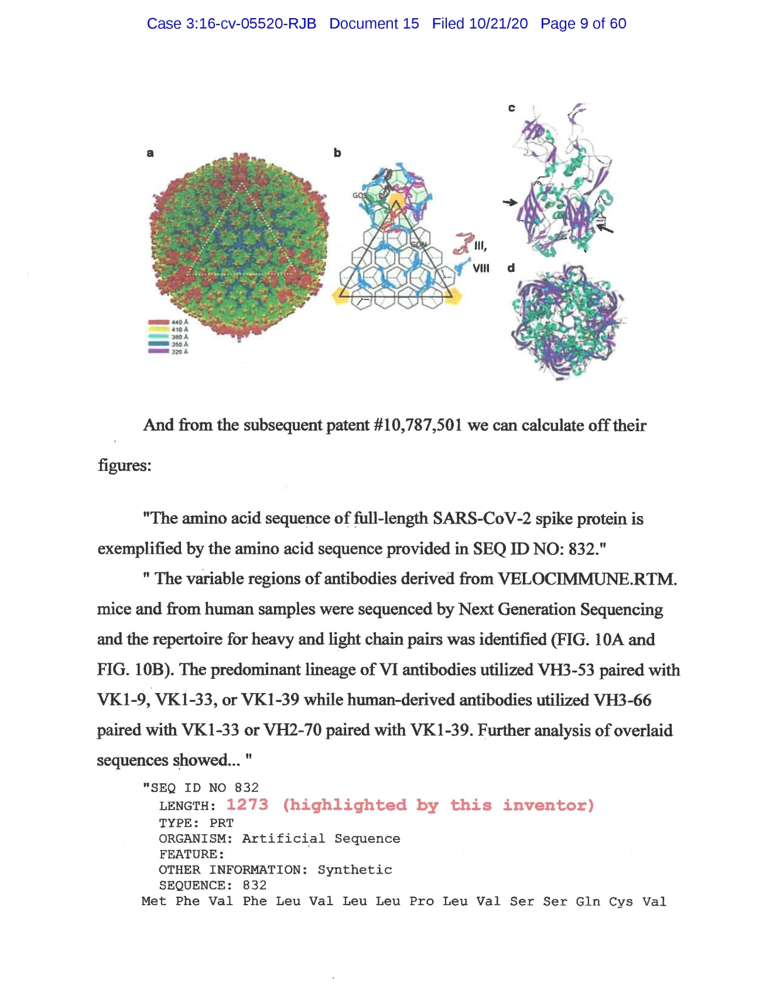 Case 3:16-cv-05520-RJB Document 15 Filed 10/21/20 Page 9 of 60
c
a
b
GOS
GON
III,
VIII
d
440 Å
410 Å
380 Å
350 Å
320 Å
And from the subsequent patent #10,787,501 we can calculate off their
figures:
"The amino acid sequence of full-length SARS-CoV-2 spike protein is
exemplified by the amino acid sequence provided in SEQ ID NO: 832."
" The variable regions of antibodies derived from VELOCIMMUNE.RTM.
mice and from human samples were sequenced by Next Generation Sequencing
and the repertoire for heavy and light chain pairs was identified (FIG. 10A and
FIG. 10B). The predominant lineage of VI antibodies utilized VH3-53 paired with
VK1-9, VK1-33, or VK1-39 while human-derived antibodies utilized VH3-66
paired with VK1-33 or VH2-70 paired with VK1-39. Further analysis of overlaid
sequences showed... "
"SEQ ID NO 832
LENGTH: 1273 (highlighted by this inventor)
TYPE: PRT
ORGANISM: Artificial Sequence
FEATURE:
OTHER INFORMATION: Synthetic
SEQUENCE: 832
Met Phe Val Phe Leu Val Leu Leu Pro Leu Val Ser Ser Gln Cys Val